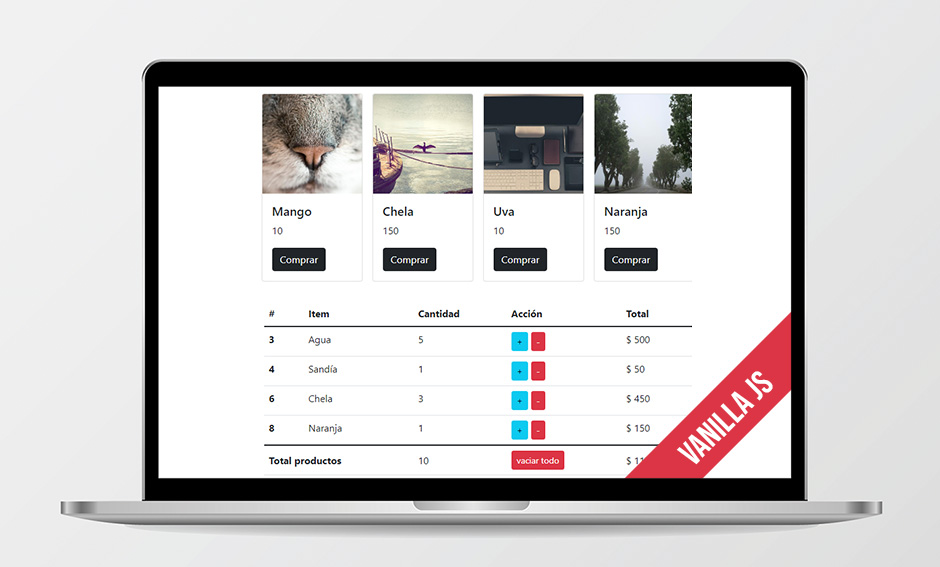 Mango Chela Uva Naranja
10 150 10 150
Comprar Comprar Comprar Comprar
# Item Cantidad Acción Total
3 Agua 5 + - $ 500
4 Sandía 1 + - $ 50
6 Chela 3 + - $ 450
8 Naranja 1 + - $ 150
Total productos 10 vaciar todo $
VANILLA JS